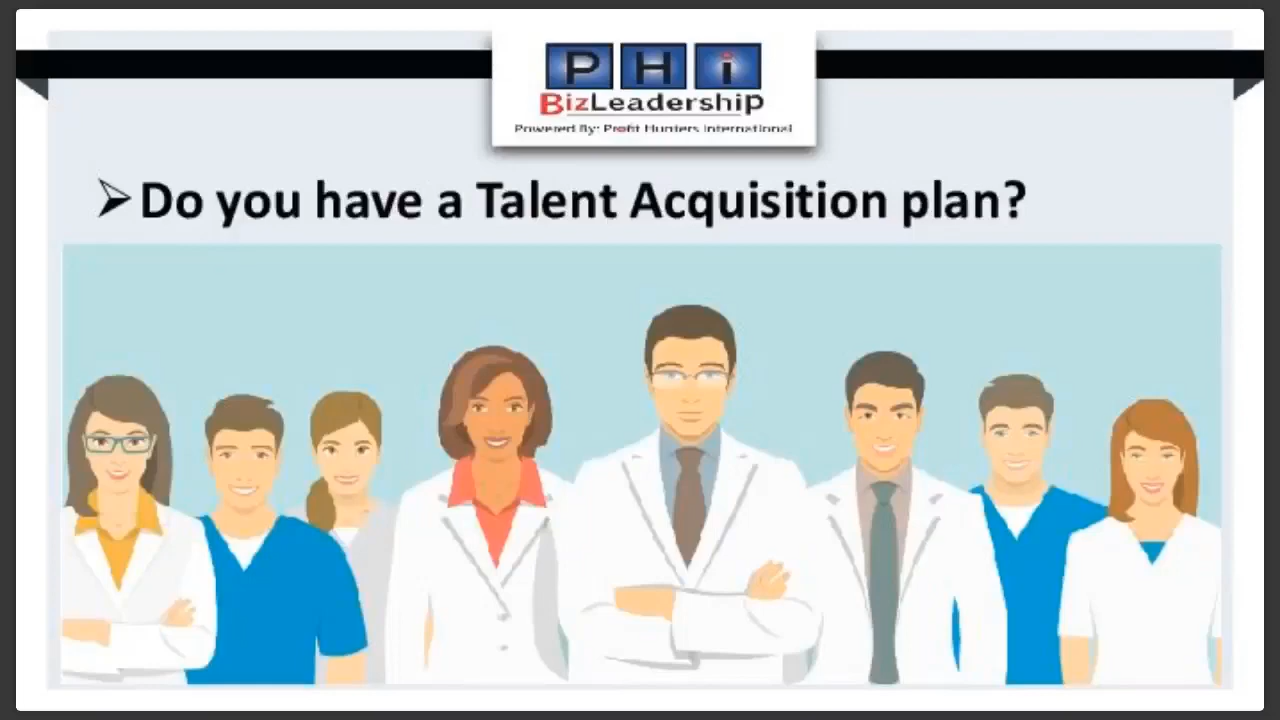 PHi
BizLeadership
Powered By: Profit Hunters International
➢Do you have a Talent Acquisition plan?